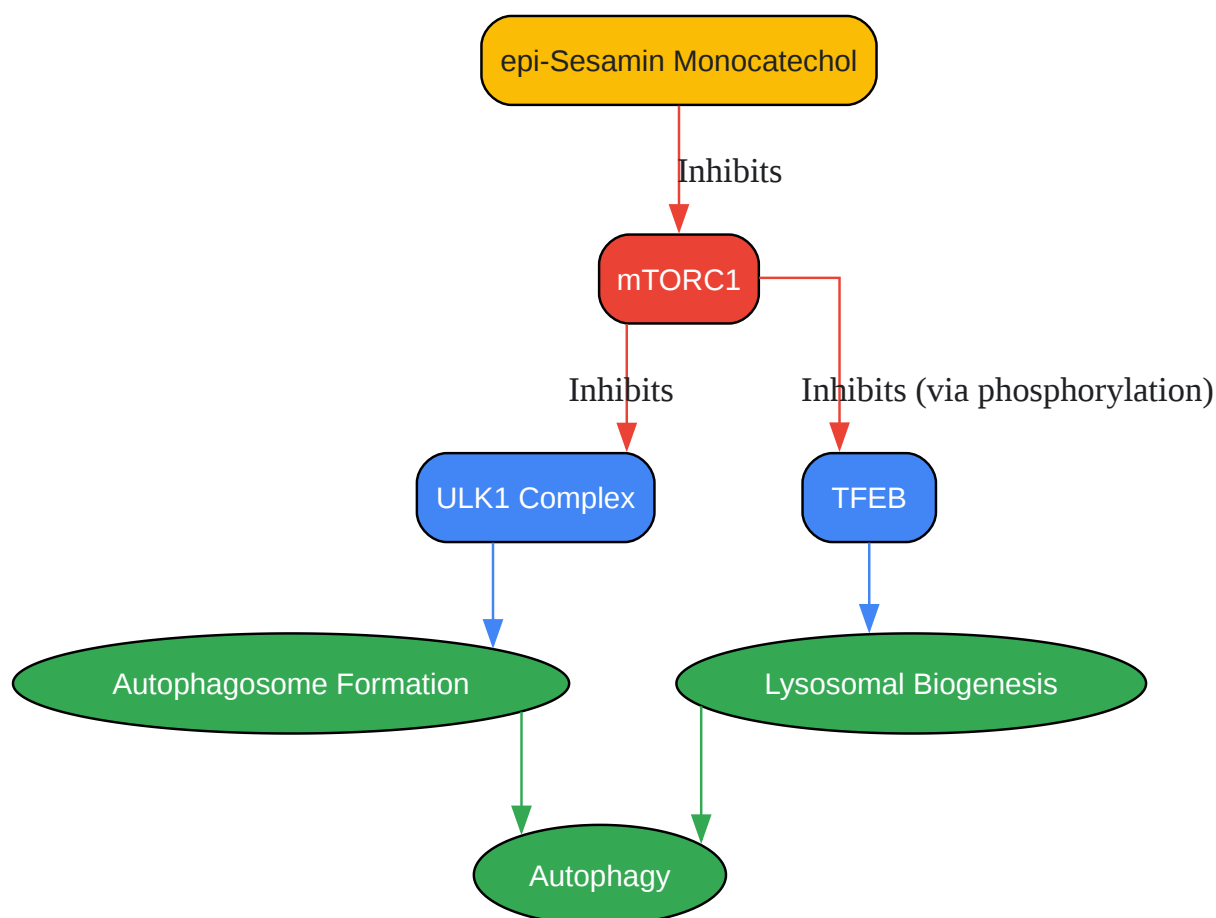 epi-Sesamin Monocatechol
Inhibits
mTORC1
Inhibits
Inhibits (via phosphorylation)
ULK1 Complex
TFEB
Autophagosome Formation
Lysosomal Biogenesis
Autophagy